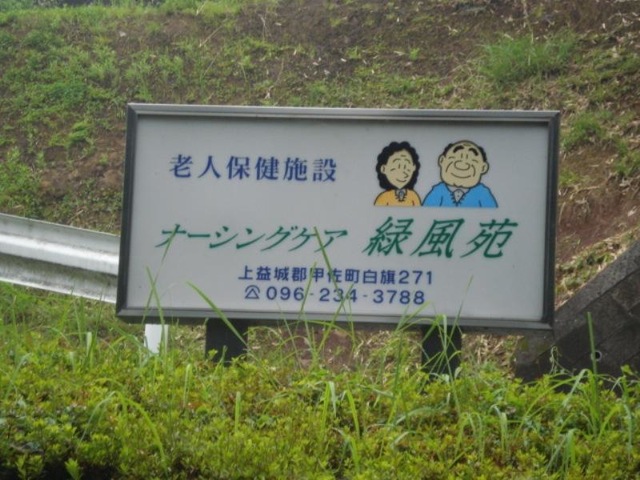 老人保健施設
オーシングケア 緑風苑
上益城郡甲佐町白旗271
☎096-234-3788